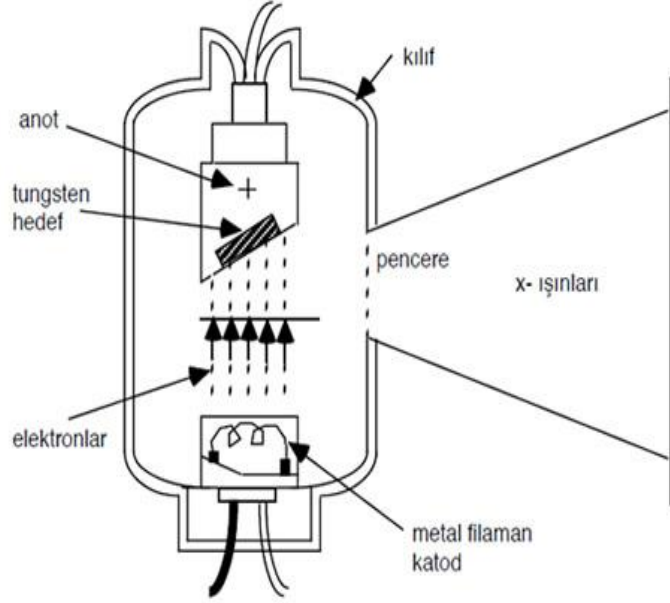 kılıf
anot
+
tungsten
hedef
pencere
x- ışınları
elektronlar
metal filaman
katod